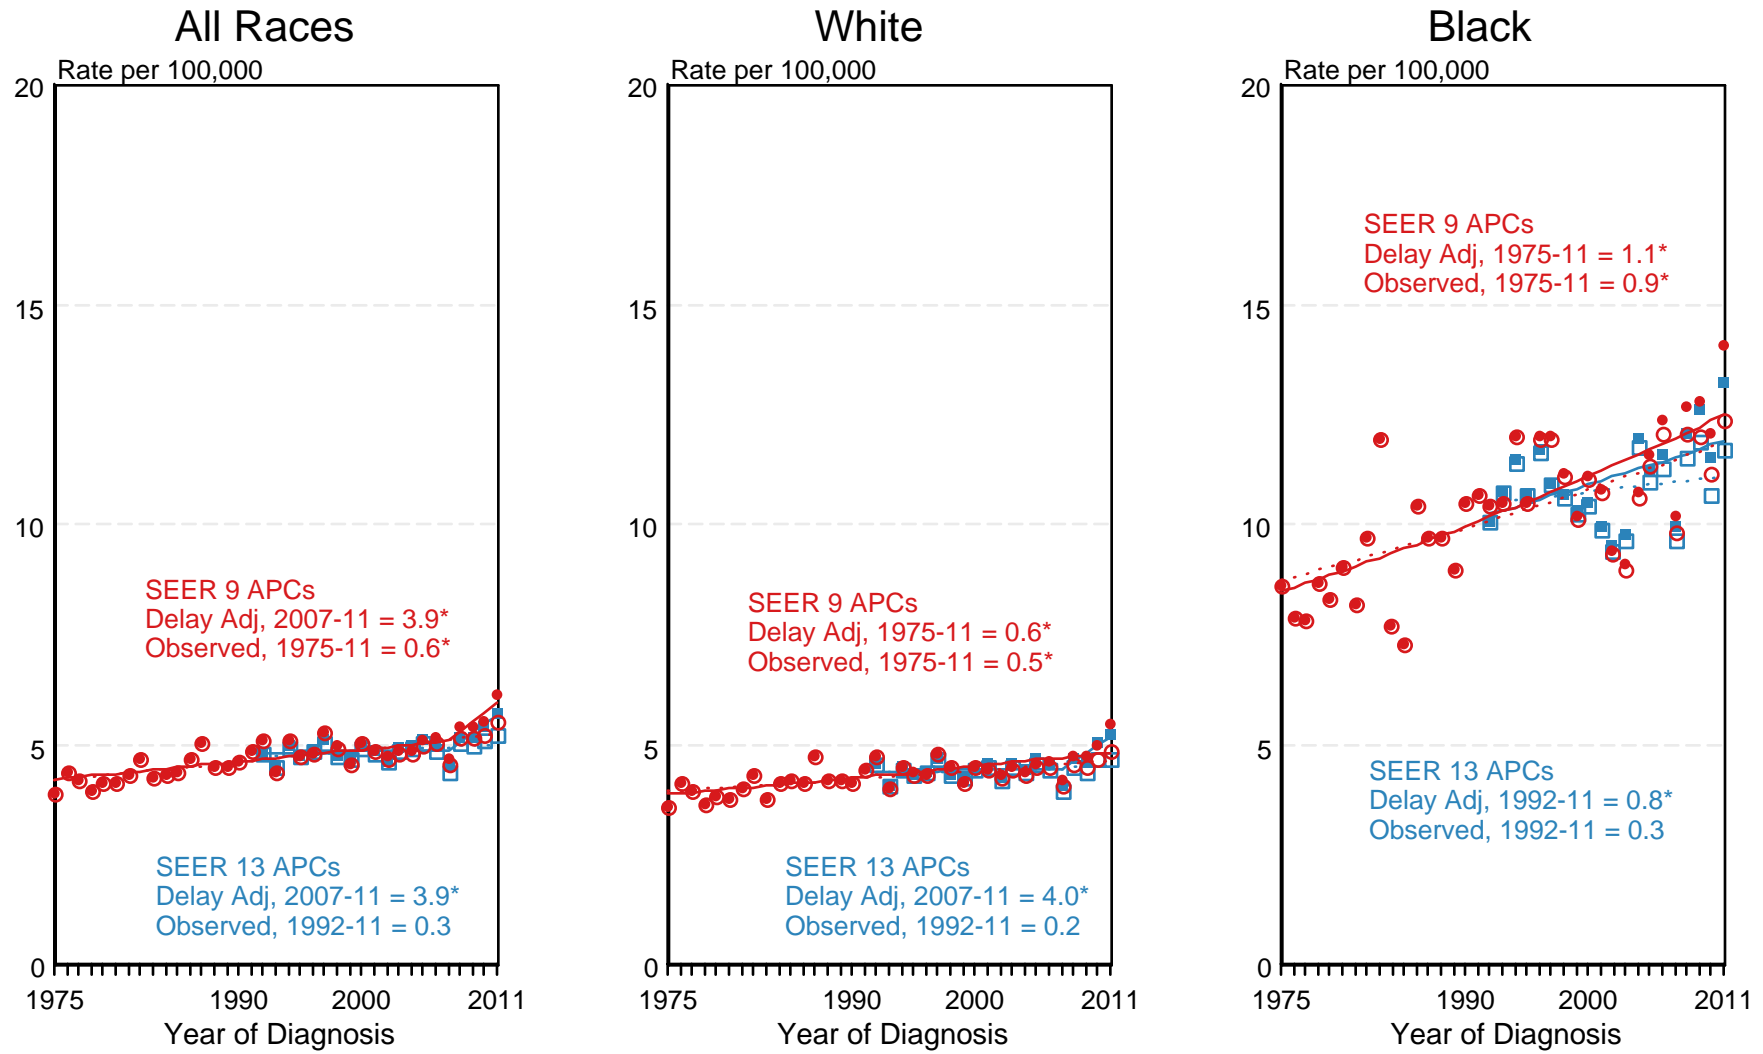 All Races
Rate per 100,000
20
15
10
5
0
SEER 9 APCs
Delay Adj, 2007-11 = 3.9*
Observed, 1975-11 = 0.6*
SEER 13 APCs
Delay Adj, 2007-11 = 3.9*
Observed, 1992-11 = 0.3
1975 1990 2000 2011
Year of Diagnosis
White
Rate per 100,000
20
15
10
5
0
SEER 9 APCs
Delay Adj, 1975-11 = 0.6*
Observed, 1975-11 = 0.5*
SEER 13 APCs
Delay Adj, 2007-11 = 4.0*
Observed, 1992-11 = 0.2
1975 1990 2000 2011
Year of Diagnosis
Black
Rate per 100,000
20
15
10
5
0
SEER 9 APCs
Delay Adj, 1975-11 = 1.1*
Observed, 1975-11 = 0.9*
SEER 13 APCs
Delay Adj, 1992-11 = 0.8*
Observed, 1992-11 = 0.3
1975 1990 2000 2011
Year of Diagnosis